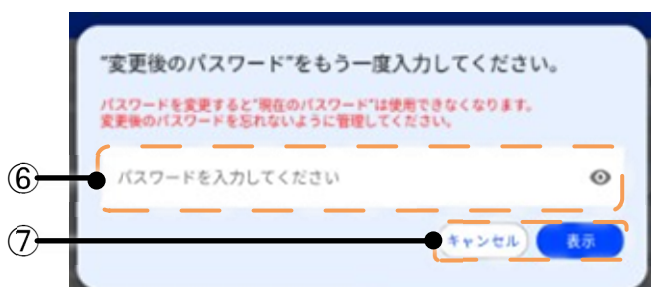 "変更後のパスワード"をもう一度入力してください。
パスワードを変更すると"現在のパスワード"は使用できなくなります。
変更後のパスワードを忘れないように管理してください。
⑥
パスワードを入力してください
⑦
キャンセル
表示